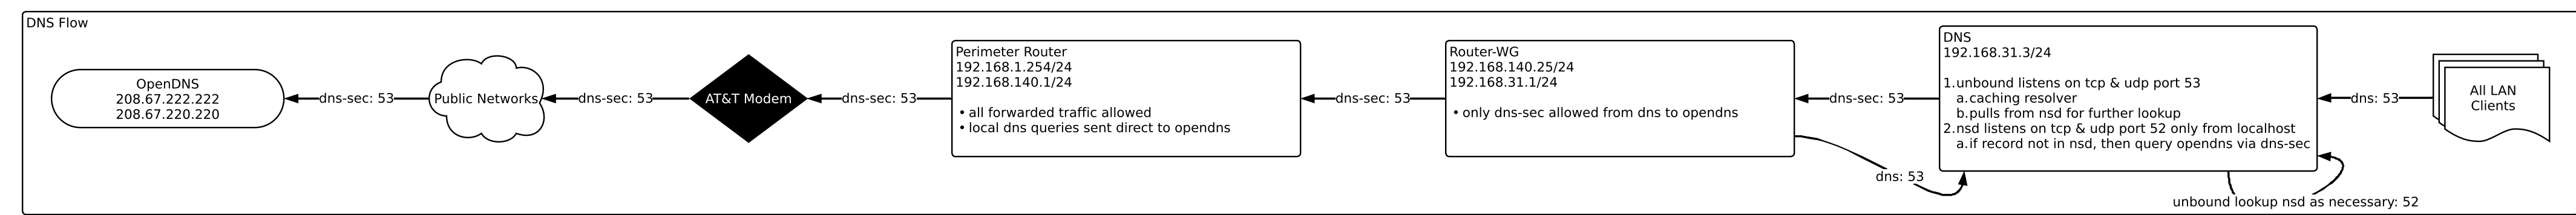 DNS Flow
OpenDNS
208.67.222.222
208.67.220.220
dns-sec: 53
Public Networks
dns-sec: 53
AT&T Modem
dns-sec: 53
Perimeter Router
192.168.1.254/24
192.168.140.1/24
• all forwarded traffic allowed
• local dns queries sent direct to opendns
dns-sec: 53
Router-WG
192.168.140.25/24
192.168.31.1/24
• only dns-sec allowed from dns to opendns
dns-sec: 53
dns: 53
DNS
192.168.31.3/24
1.unbound listens on tcp & udp port 53
a.caching resolver
b.pulls from nsd for further lookup
2.nsd listens on tcp & udp port 52 only from localhost
a.if record not in nsd, then query opendns via dns-sec
unbound lookup nsd as necessary: 52
dns: 53
All LAN
Clients